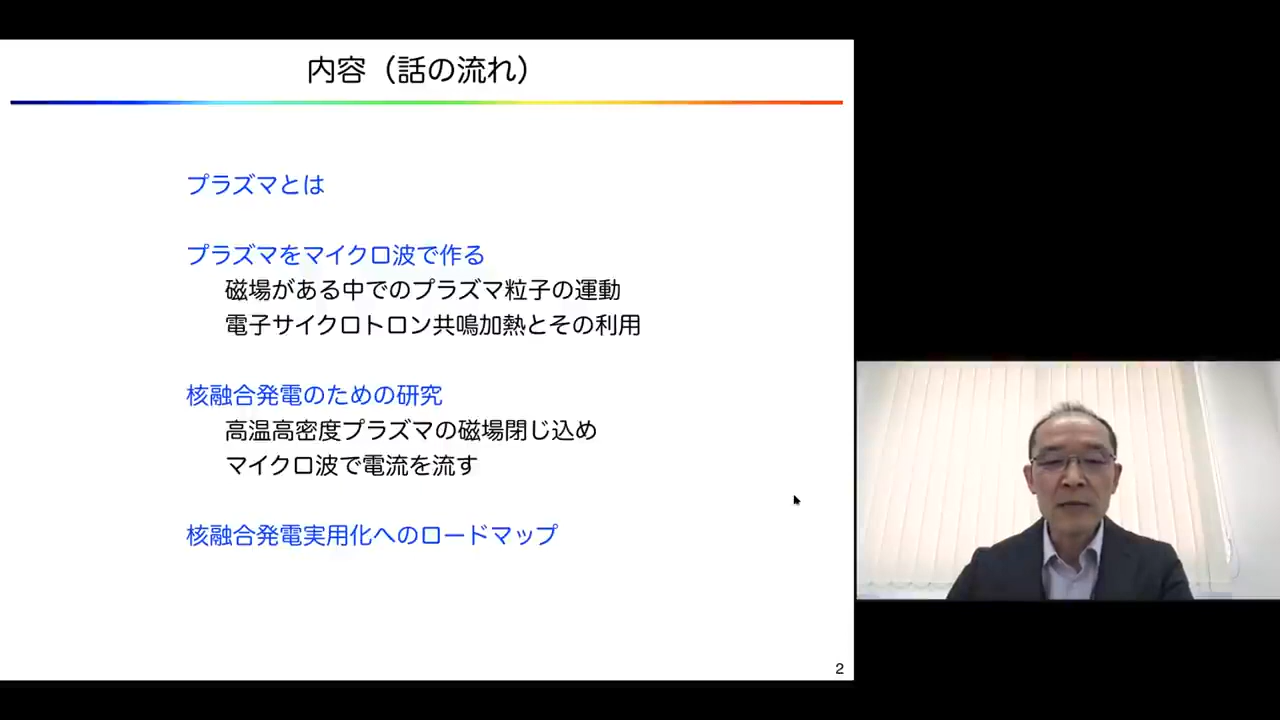 内容（話の流れ）
プラズマとは
プラズマをマイクロ波で作る
磁場がある中でのプラズマ粒子の運動
電子サイクロトロン共鳴加熱とその利用
核融合発電のための研究
高温高密度プラズマの磁場閉じ込め
マイクロ波で電流を流す
核融合発電実用化へのロードマップ
2